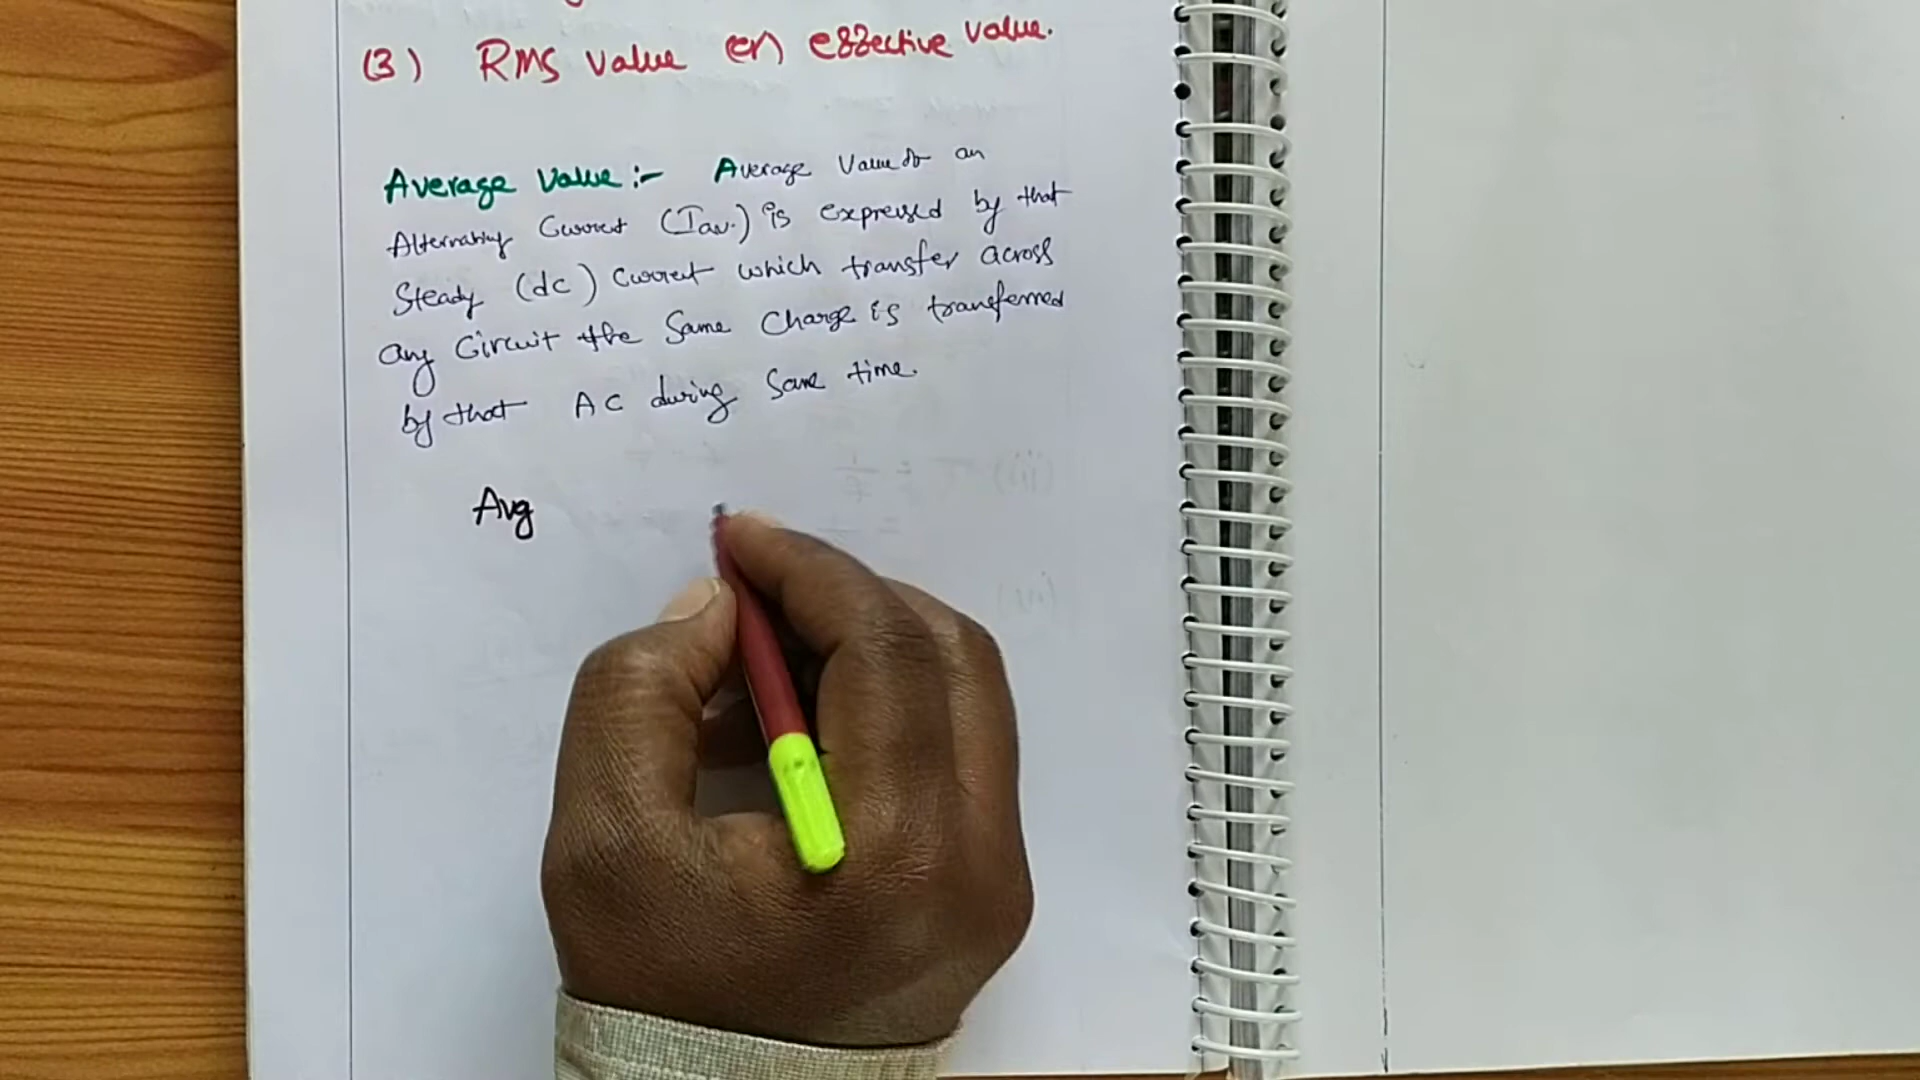 (3) RMS value (or) effective value.
Average Value :- Average Value of an
Alternating Current (Iav.) is expressed by that
Steady (dc) Current which transfer across
any Circuit the Same Charge is transferred
by that AC during Same time.
Avg